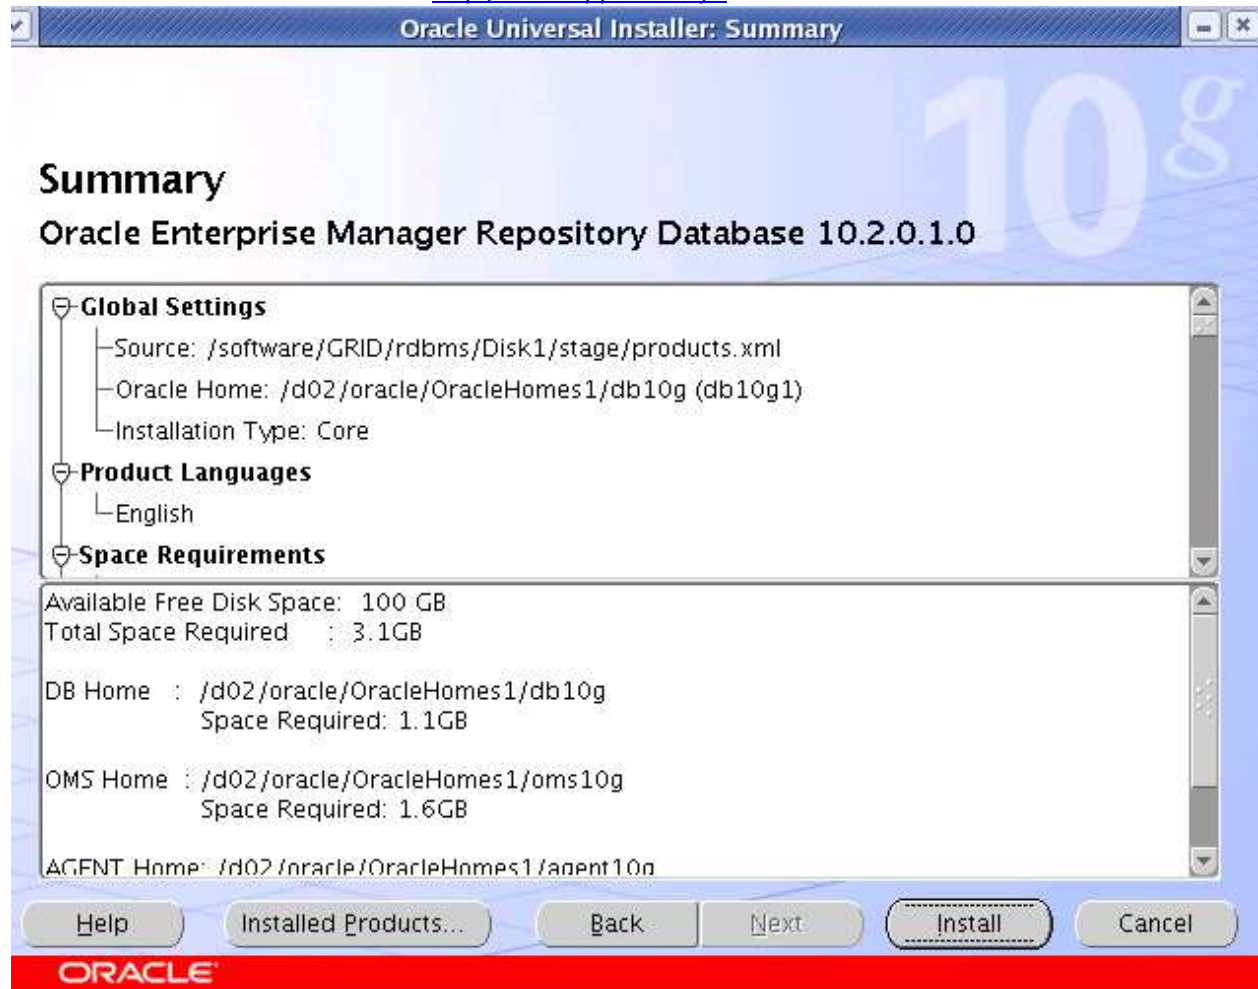 Oracle Universal Installer: Summary
10g
Summary
Oracle Enterprise Manager Repository Database 10.2.0.1.0
Global Settings
Source: /software/GRID/rdbms/Disk1/stage/products.xml
Oracle Home: /d02/oracle/OracleHomes1/db10g (db10g1)
Installation Type: Core
Product Languages
English
Space Requirements
Available Free Disk Space: 100 GB
Total Space Required : 3.1GB
DB Home : /d02/oracle/OracleHomes1/db10g
Space Required: 1.1GB
OMS Home : /d02/oracle/OracleHomes1/oms10g
Space Required: 1.6GB
AGENT Home: /d02/oracle/OracleHomes1/agent10g
Help Installed Products... Back Next Install Cancel
ORACLE